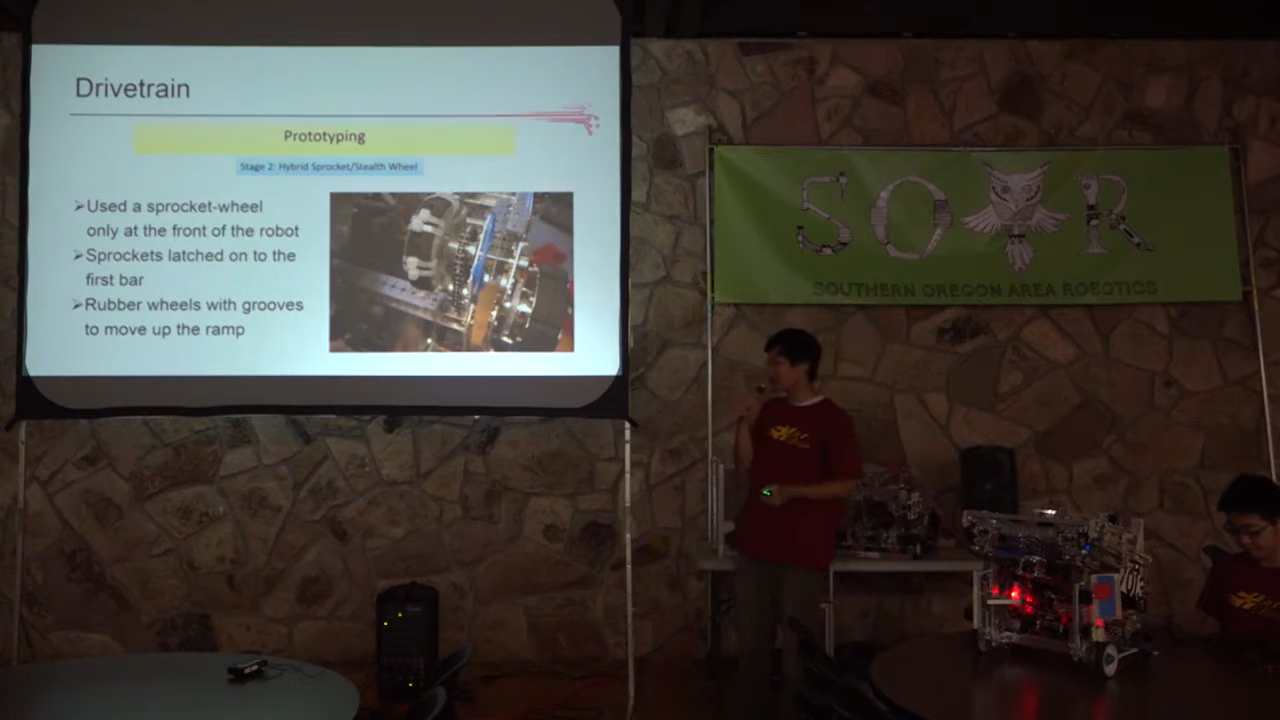 Drivetrain
Prototyping
Stage 2: Hybrid Sprocket/Stealth Wheel
➢Used a sprocket-wheel
only at the front of the robot
➢Sprockets latched on to the
first bar
➢Rubber wheels with grooves
to move up the ramp
SOAR
SOUTHERN OREGON AREA ROBOTICS